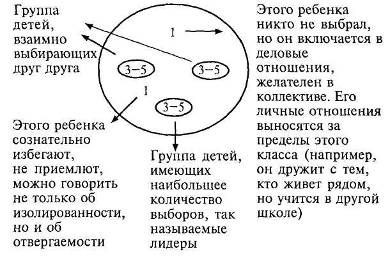 Группа
детей,
взаимно
выбирающих
друг друга
1
3–5
3–5
1
3–5
Этого ребенка
никто не выбрал,
но он включается в
деловые
отношения,
желателен в
коллективе. Его
личные отношения
выносятся за
пределы этого
класса (например,
он дружит с тем,
кто живет рядом,
но учится в другой
школе)
Этого ребенка
сознательно
избегают,
не приемлют,
можно говорить
не только об
изолированности,
но и об
отвергаемости
Группа детей,
имеющих
наибольшее
количество
выборов, так
называемые
лидеры